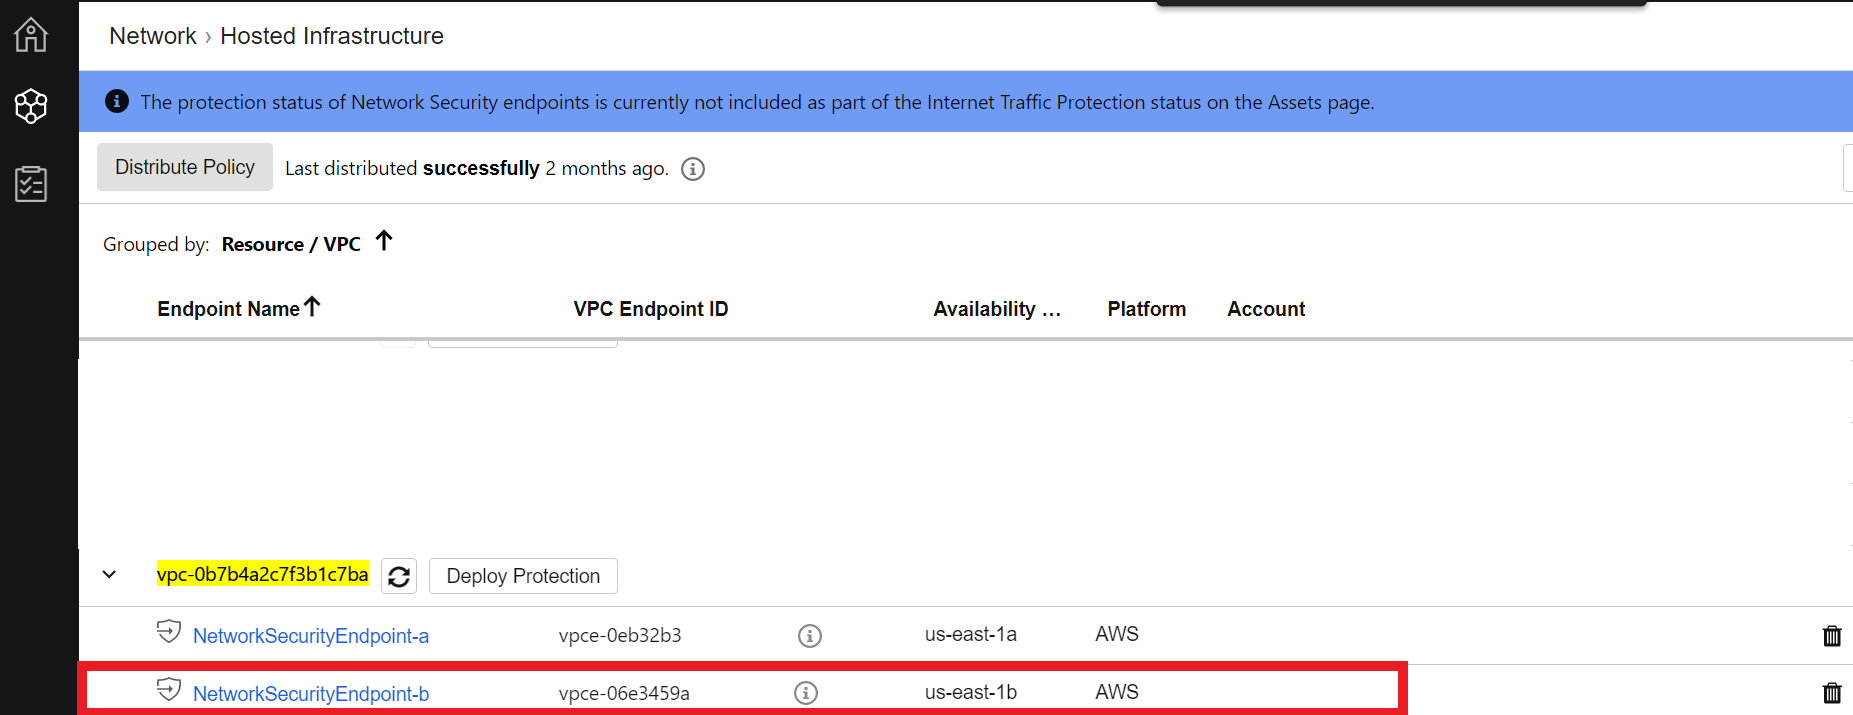 Network › Hosted Infrastructure
The protection status of Network Security endpoints is currently not included as part of the Internet Traffic Protection status on the Assets page.
Distribute Policy Last distributed successfully 2 months ago.
Grouped by: Resource / VPC
Endpoint Name VPC Endpoint ID Availability ... Platform Account
vpc-0b7b4a2c7f3b1c7ba Deploy Protection
NetworkSecurityEndpoint-a vpce-0eb32b3 us-east-1a AWS
NetworkSecurityEndpoint-b vpce-06e3459a us-east-1b AWS